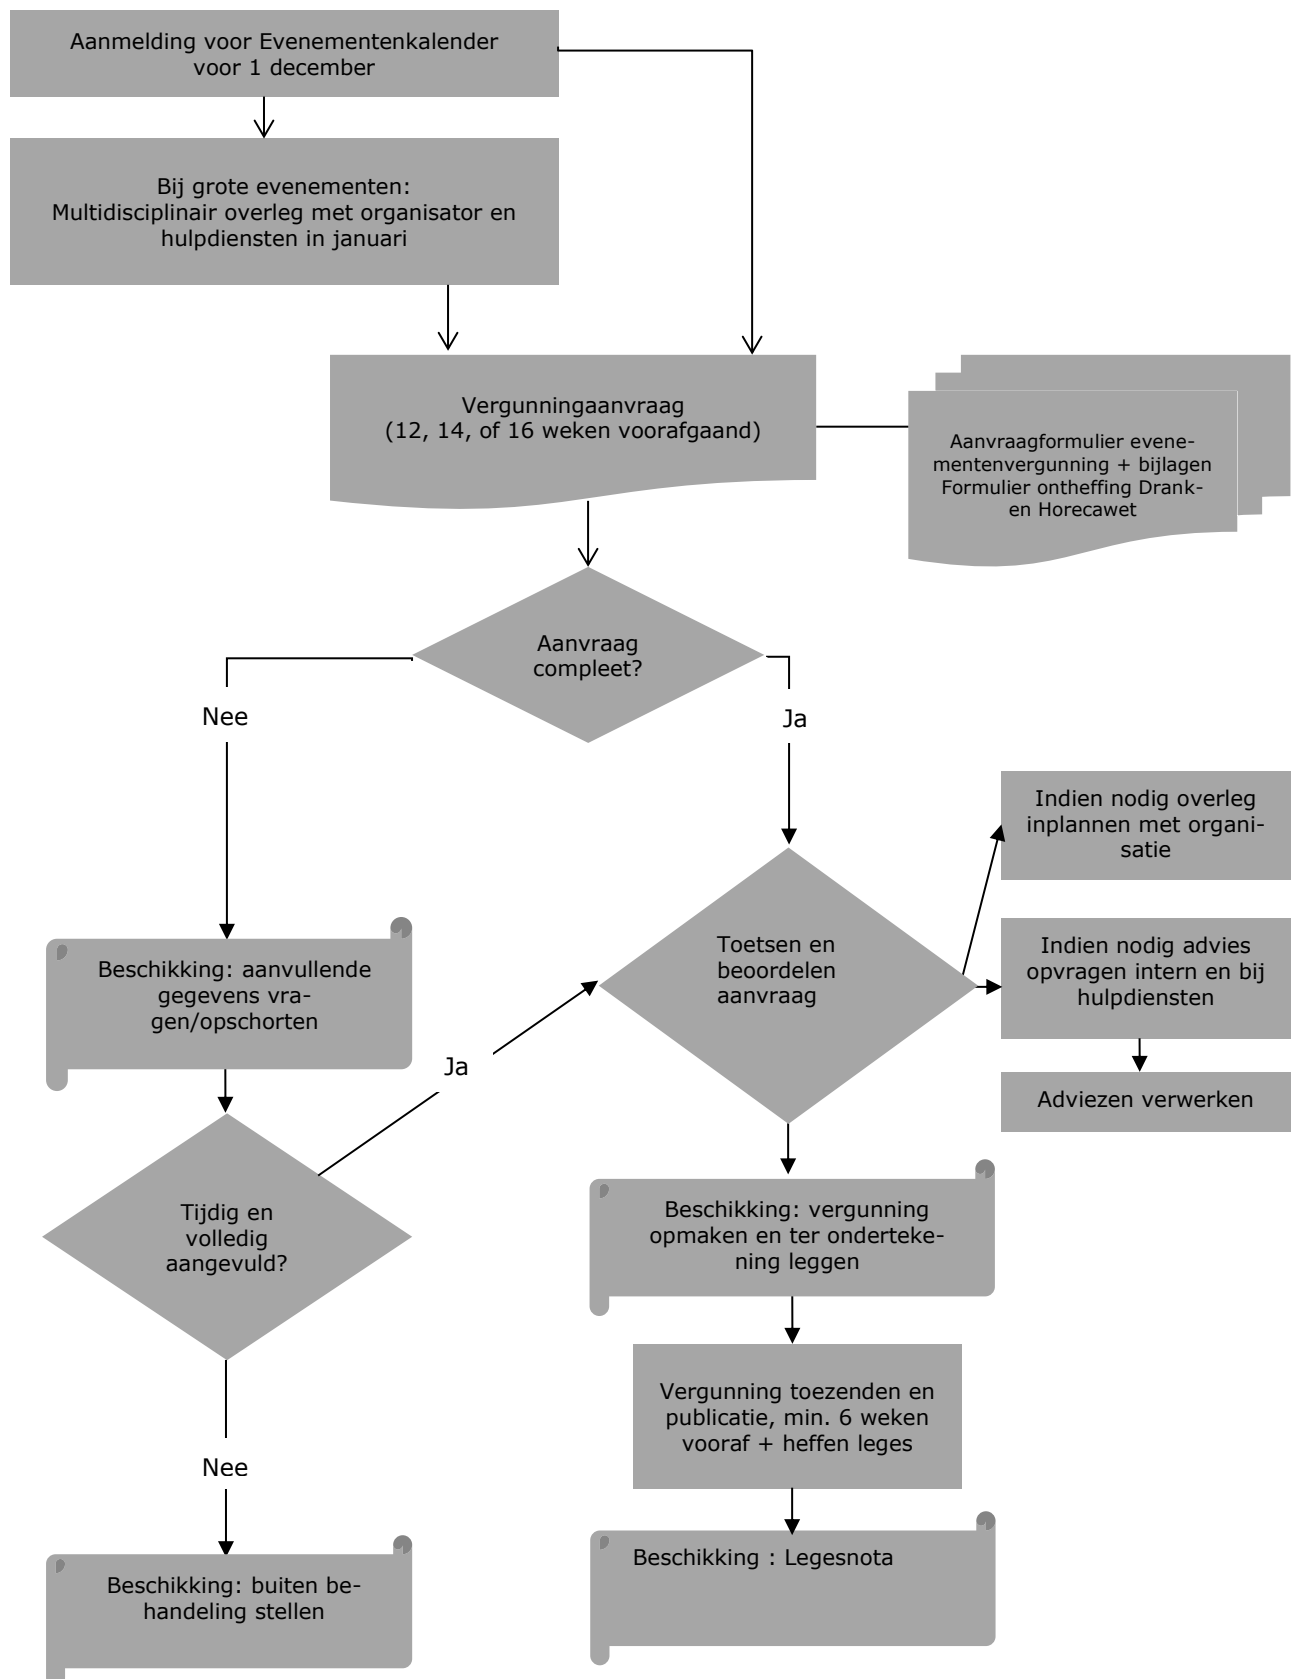 Aanmelding voor Evenementenkalender
voor 1 december
Bij grote evenementen:
Multidisciplinair overleg met organisator en
hulpdiensten in januari
Vergunningaanvraag
(12, 14, of 16 weken voorafgaand)
Aanvraagformulier evene-
mentenvergunning + bijlagen
Formulier ontheffing Drank-
en Horecawet
Aanvraag
compleet?
Nee
Ja
Indien nodig overleg
inplannen met organi-
satie
Toetsen en
beoordelen
aanvraag
Indien nodig advies
opvragen intern en bij
hulpdiensten
Adviezen verwerken
Beschikking: aanvullende
gegevens vra-
gen/opschorten
Ja
Tijdig en
volledig
aangevuld?
Beschikking: vergunning
opmaken en ter onderteke-
ning leggen
Vergunning toezenden en
publicatie, min. 6 weken
vooraf + heffen leges
Nee
Beschikking : Legesnota
Beschikking: buiten be-
handeling stellen